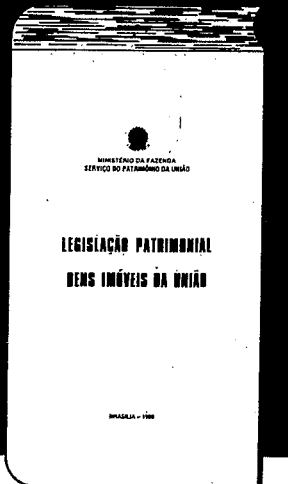 MINISTÉRIO DA FAZENDA
SERVIÇO DO PATRIMÔNIO DA UNIÃO
LEGISLAÇÃO PATRIMONIAL
BENS IMÓVEIS DA UNIÃO
BRASÍLIA –